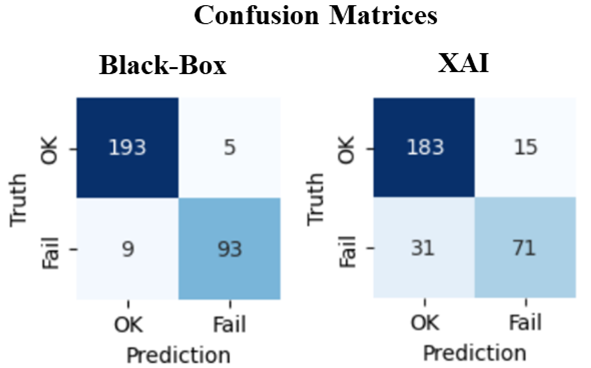 Confusion Matrices
Black-Box
XAI
Truth
OK
193
5
Fail
9
93
OK
Fail
Prediction
Truth
OK
183
15
Fail
31
71
OK
Fail
Prediction